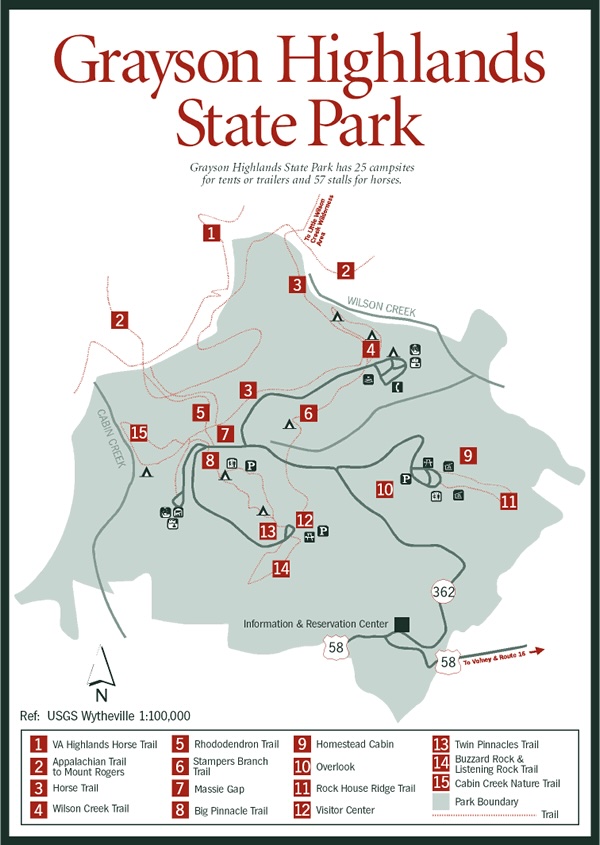 Grayson Highlands
State Park
Grayson Highlands State Park has 25 campsites
for tents or trailers and 57 stalls for horses.
To Little Wilson
Creek Wilderness
Area
1
2
3
WILSON CREEK
2
4
3
5
6
CABIN CREEK
15
7
8
P
9
P
10
11
12
13
P
14
362
Information & Reservation Center
58
58
To Volney & Route 16
N
Ref: USGS Wytheville 1:100,000
1 VA Highlands Horse Trail
2 Appalachian Trail
to Mount Rogers
3 Horse Trail
4 Wilson Creek Trail
5 Rhododendron Trail
6 Stampers Branch
Trail
7 Massie Gap
8 Big Pinnacle Trail
9 Homestead Cabin
10 Overlook
11 Rock House Ridge Trail
12 Visitor Center
13 Twin Pinnacles Trail
14 Buzzard Rock &
Listening Rock Trail
15 Cabin Creek Nature Trail
Park Boundary
Trail